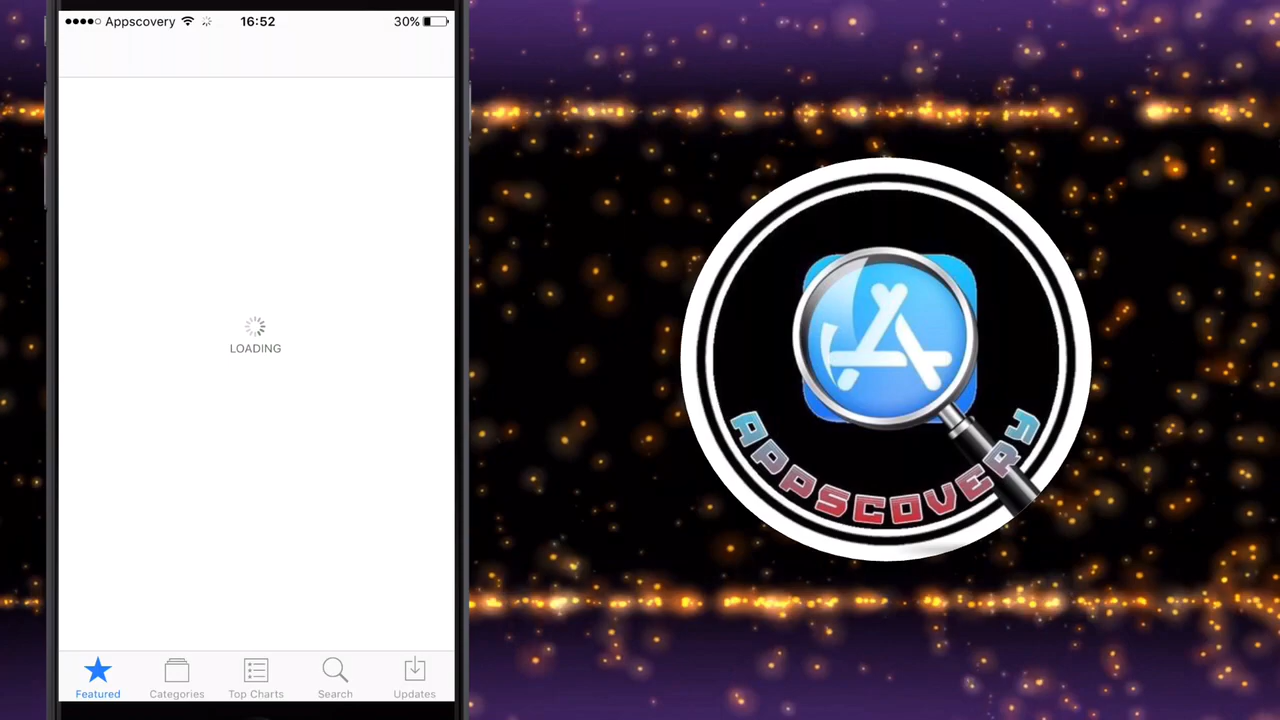 Appscovery
16:52
30%
LOADING
Featured
Categories
Top Charts
Search
Updates
APPSCOVERY